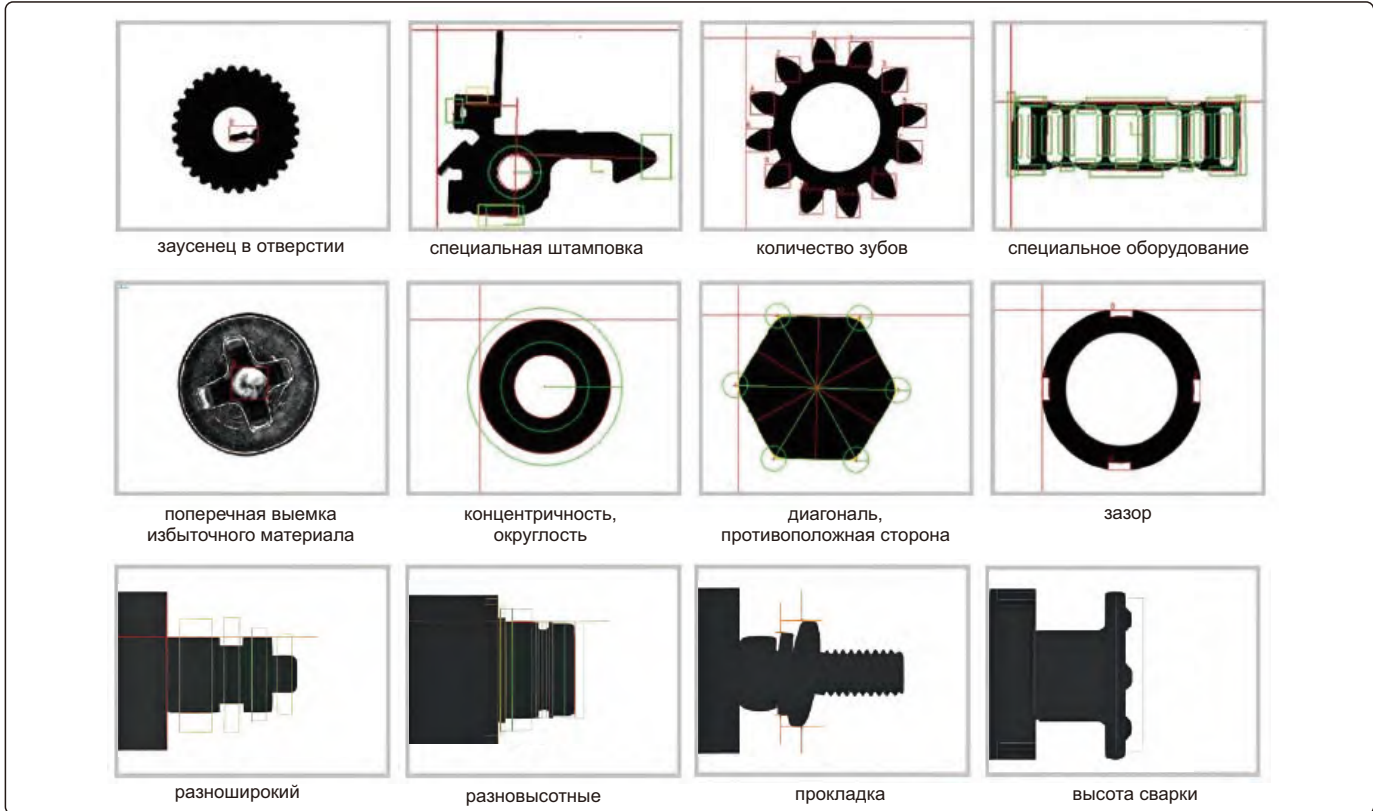 заусенец в отверстии
специальная штамповка
количество зубов
специальное оборудование
поперечная выемка
избыточного материала
концентричность,
округлость
диагональ,
противоположная сторона
зазор
разноширокий
разновысотные
прокладка
высота сварки